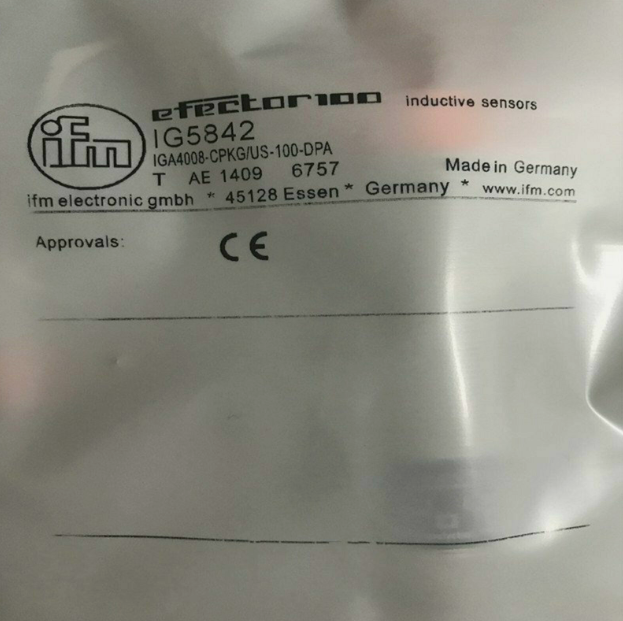 efector100 inductive sensors
ifm
IG5842
IGA4008-CPKG/US-100-DPA
T AE 1409 6757 Made in Germany
ifm electronic gmbh * 45128 Essen * Germany * www.ifm.com
Approvals: CE